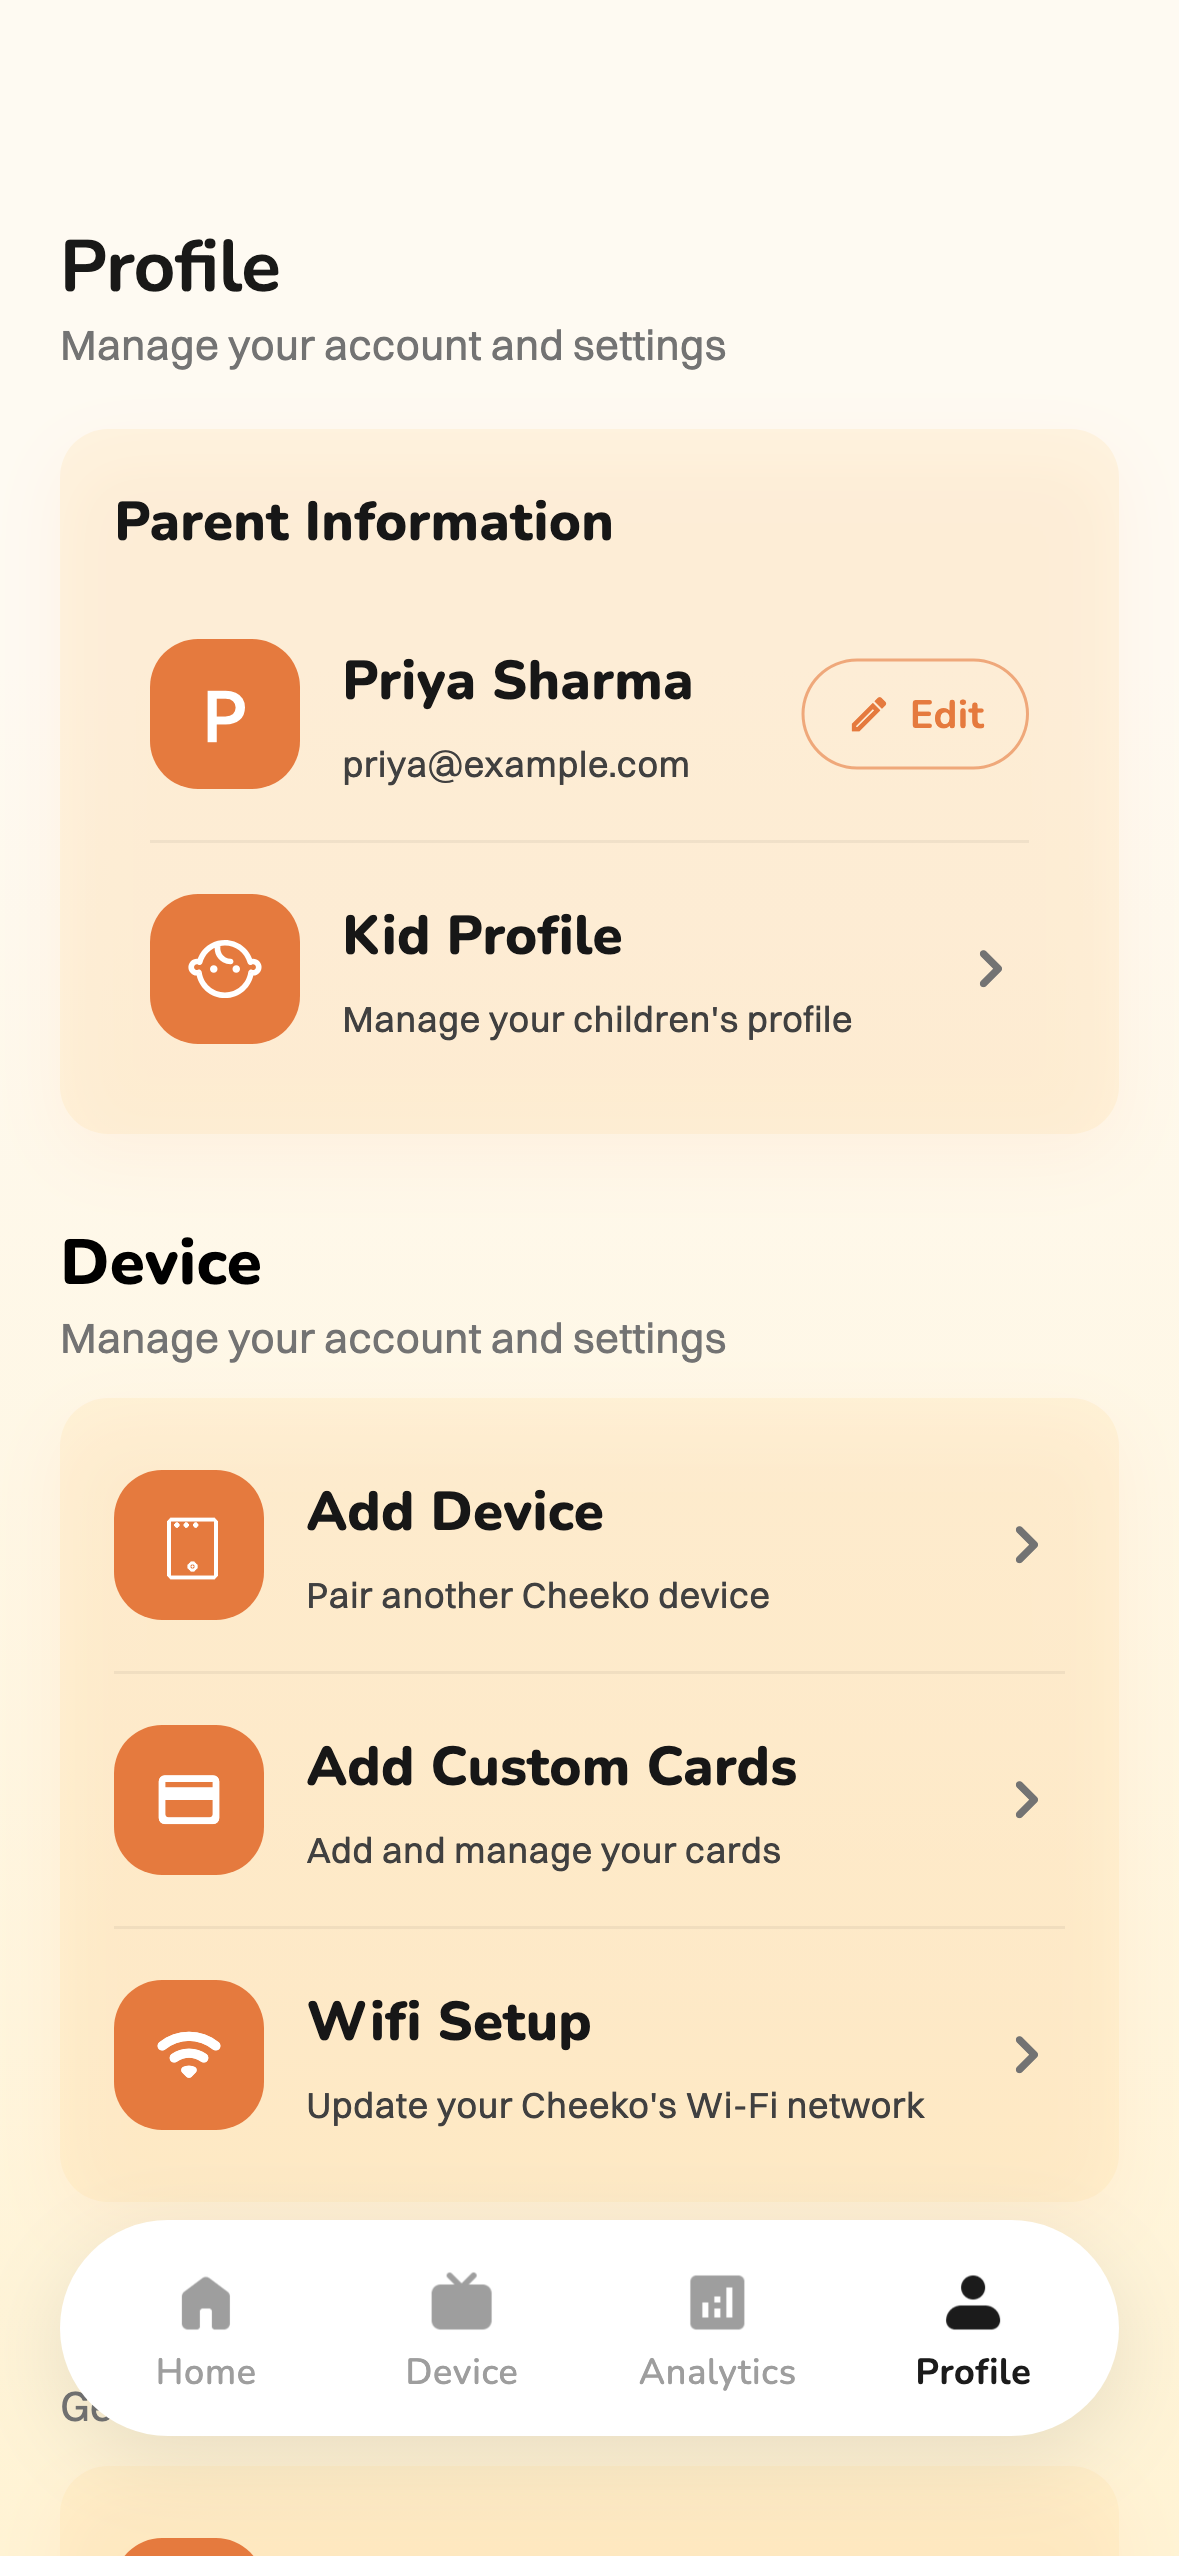 Profile
Manage your account and settings
Parent Information
P
Priya Sharma
priya@example.com
Edit
Kid Profile
Manage your children's profile
Device
Manage your account and settings
Add Device
Pair another Cheeko device
Add Custom Cards
Add and manage your cards
Wifi Setup
Update your Cheeko's Wi-Fi network
Home
Device
Analytics
Profile